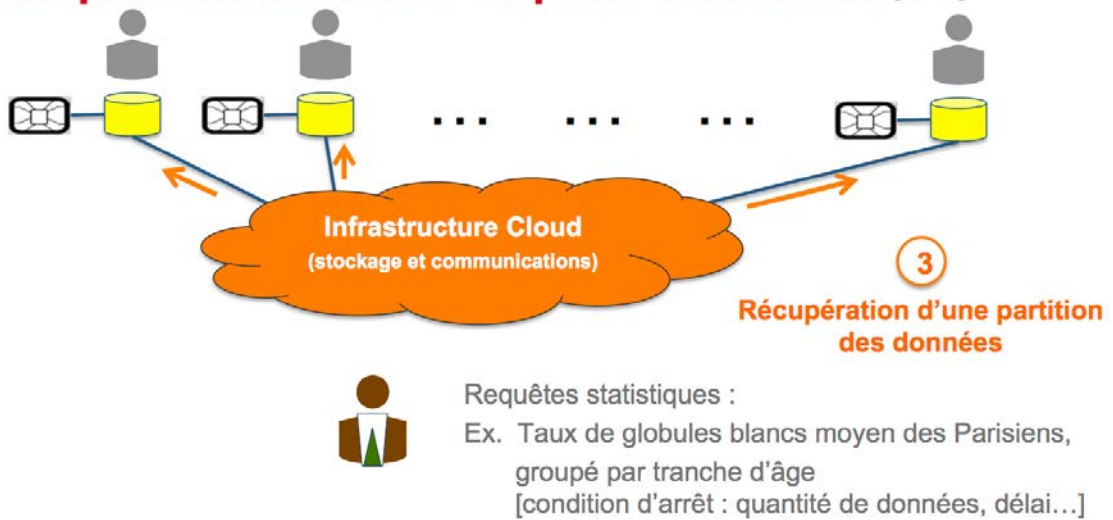 ... ... ...
Infrastructure Cloud
(stockage et communications)
3
Récupération d'une partition
des données
Requêtes statistiques :
Ex. Taux de globules blancs moyen des Parisiens,
groupé par tranche d'âge
[condition d'arrêt : quantité de données, délai…]